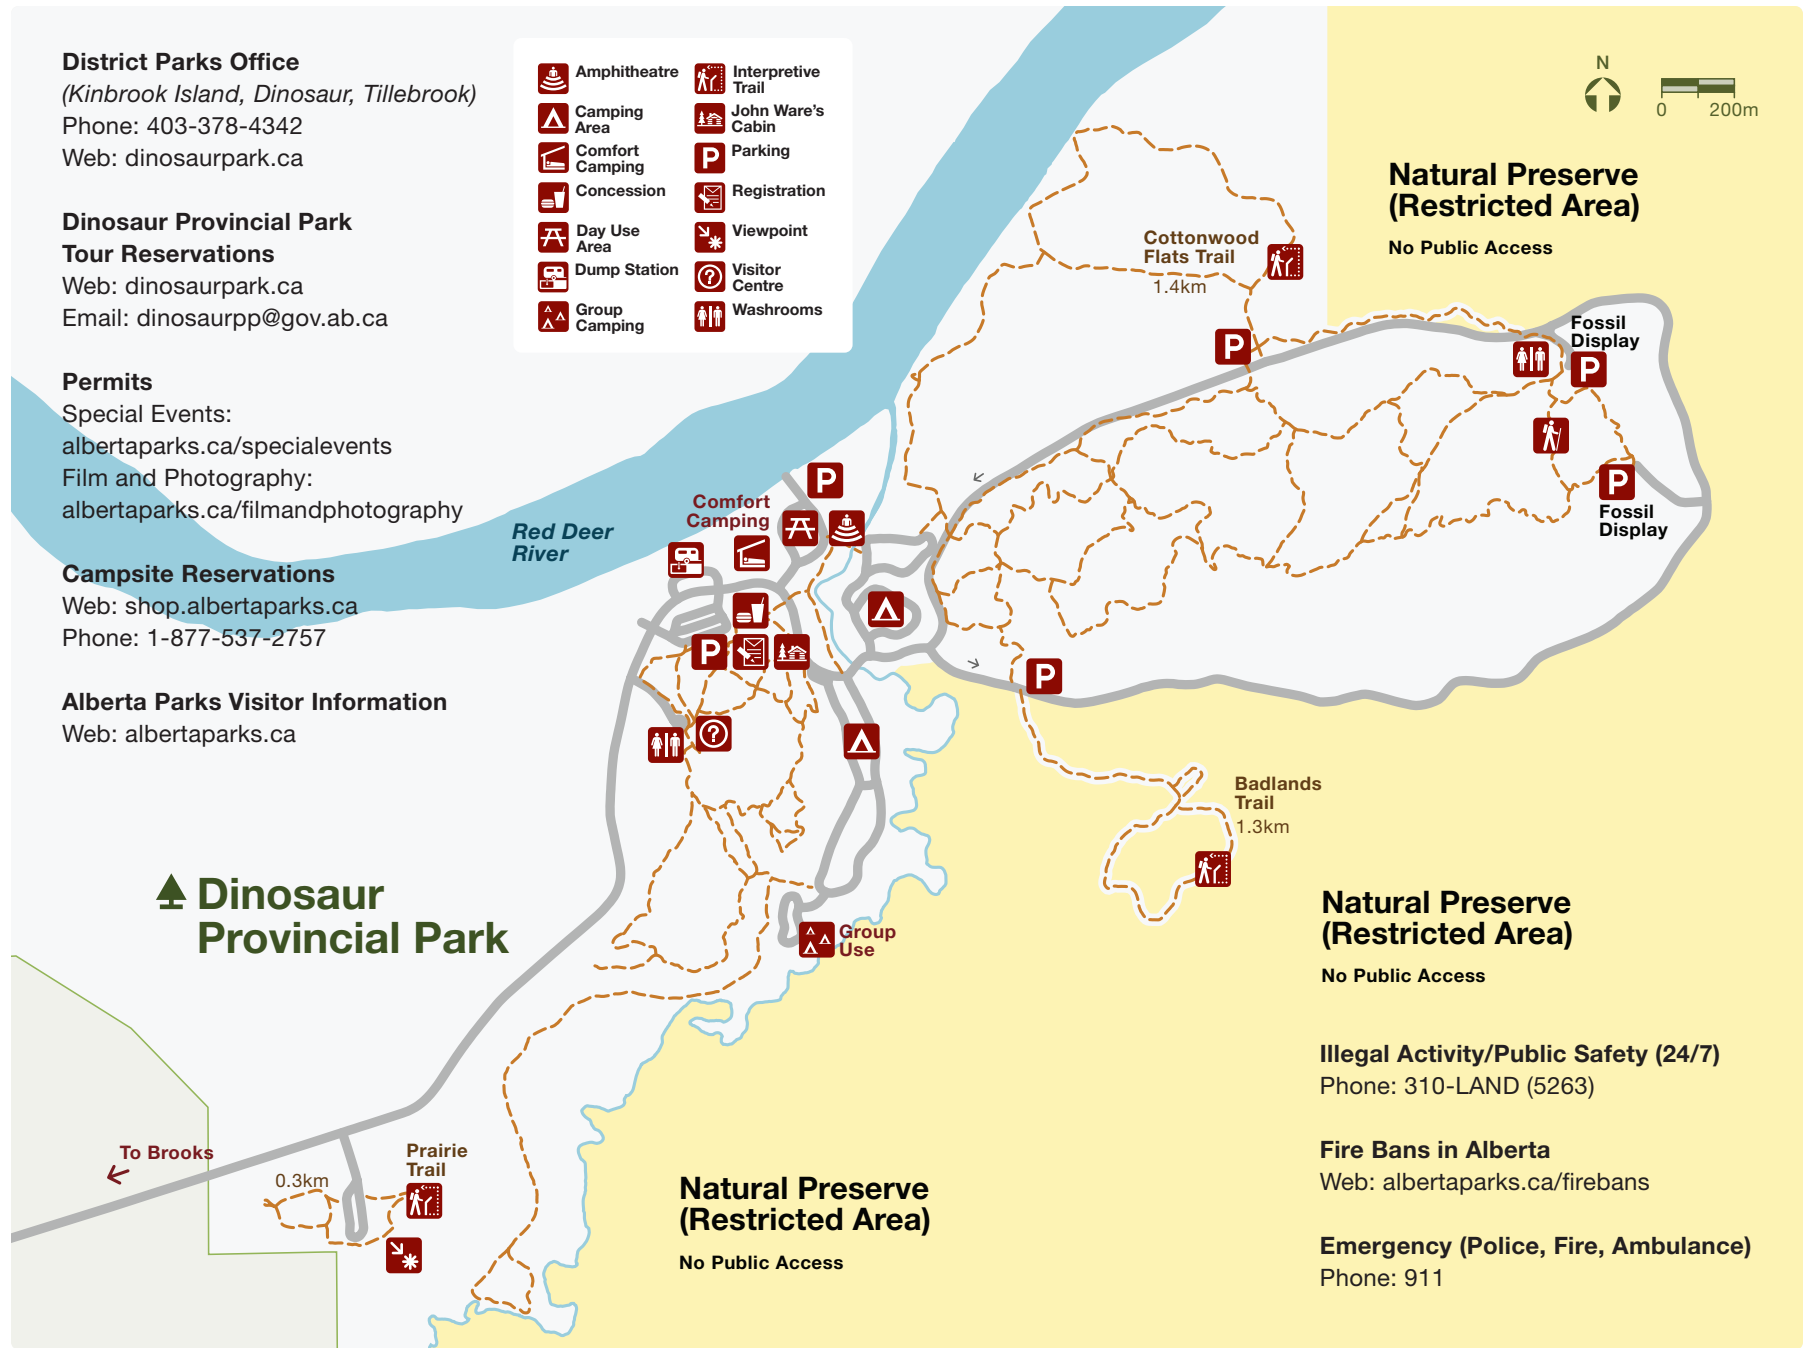 District Parks Office
(Kinbrook Island, Dinosaur, Tillebrook)
Phone: 403-378-4342
Web: dinosaurpark.ca
Dinosaur Provincial Park
Tour Reservations
Web: dinosaurpark.ca
Email: dinosaurpp@gov.ab.ca
Permits
Special Events:
albertaparks.ca/specialevents
Film and Photography:
albertaparks.ca/filmandphotography
Campsite Reservations
Web: shop.albertaparks.ca
Phone: 1-877-537-2757
Alberta Parks Visitor Information
Web: albertaparks.ca
Amphitheatre
Camping
Area
Comfort
Camping
Concession
Day Use
Area
Dump Station
Group
Camping
Interpretive
Trail
John Ware's
Cabin
P
Parking
Registration
Viewpoint
?
Visitor
Centre
Washrooms
N
0 200m
Natural Preserve
(Restricted Area)
No Public Access
Cottonwood
Flats Trail
1.4km
P
Fossil
Display
P
P
Fossil
Display
P
Comfort
Camping
Red Deer
River
P
P
?
Badlands
Trail
1.3km
Dinosaur
Provincial Park
Group
Use
Natural Preserve
(Restricted Area)
No Public Access
Illegal Activity/Public Safety (24/7)
Phone: 310-LAND (5263)
Fire Bans in Alberta
Web: albertaparks.ca/firebans
Emergency (Police, Fire, Ambulance)
Phone: 911
To Brooks
Prairie
Trail
0.3km
Natural Preserve
(Restricted Area)
No Public Access